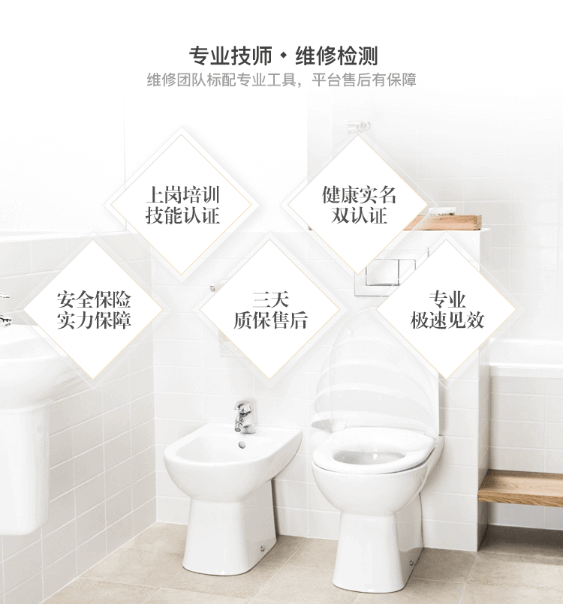 专业技师·维修检测
维修团队标配专业工具，平台售后有保障
上岗培训
技能认证
健康实名
双认证
安全保险
实力保障
三天
质保售后
专业
极速见效